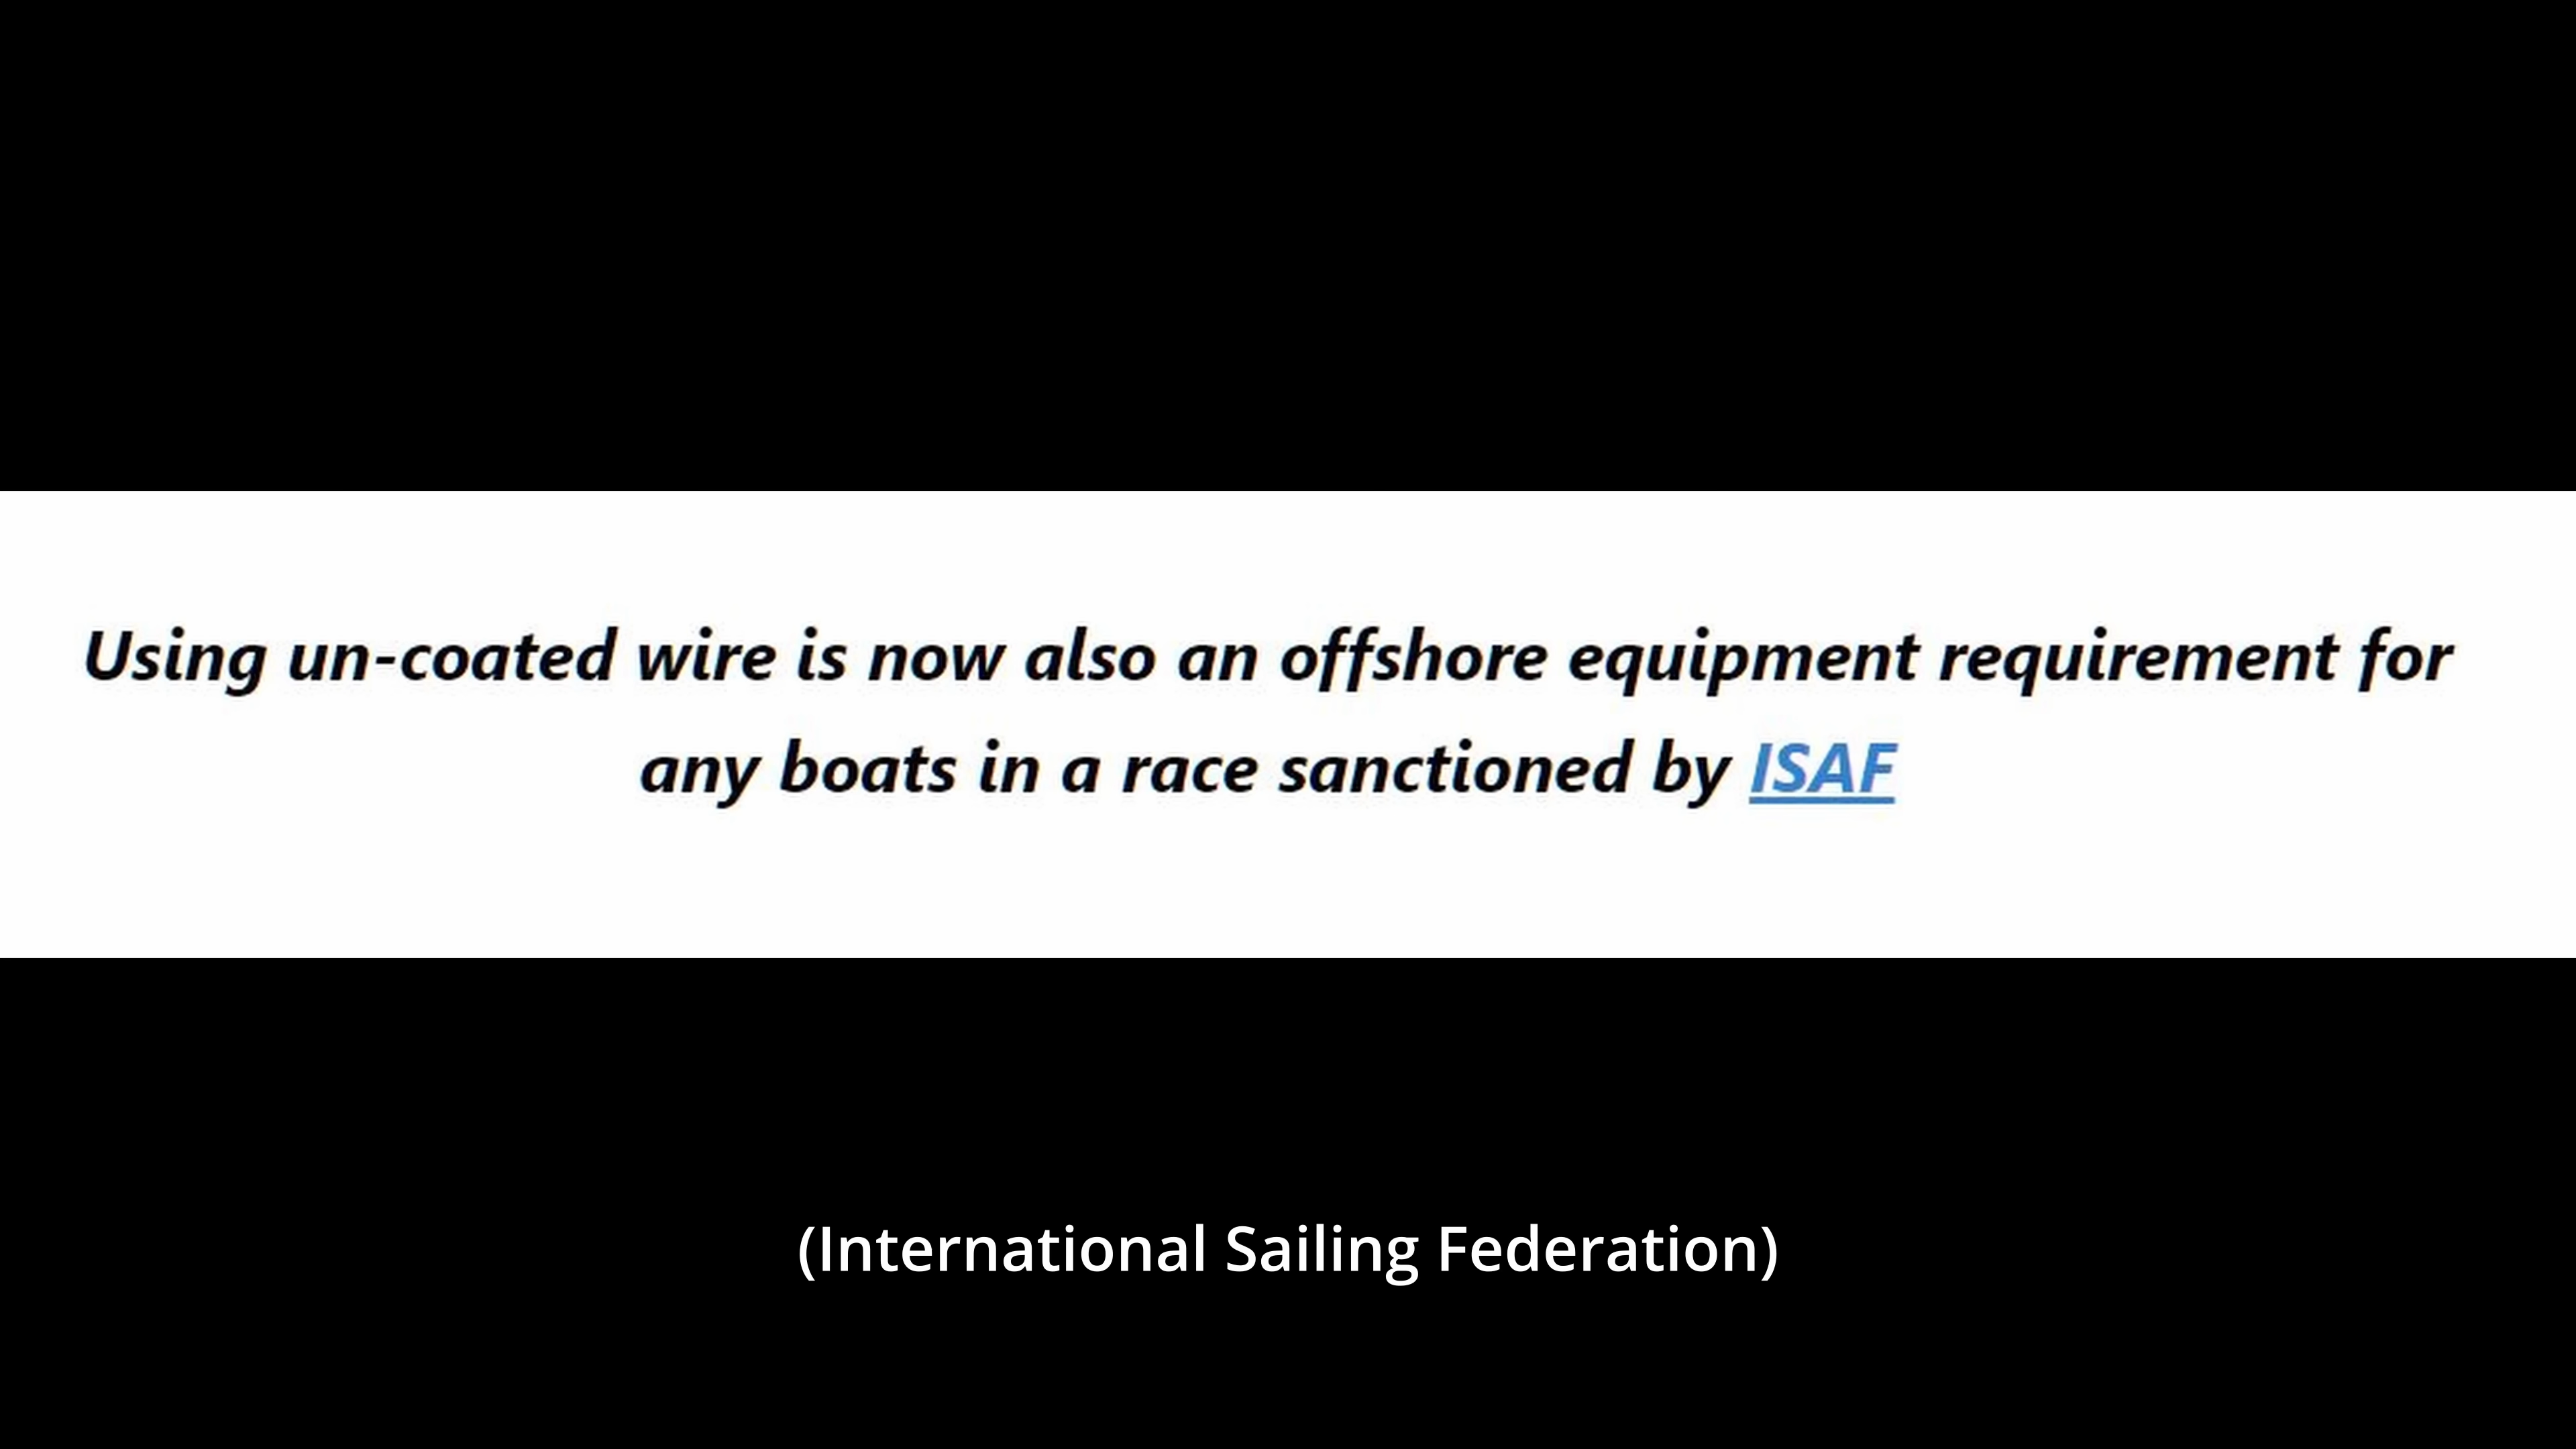 Using un-coated wire is now also an offshore equipment requirement for
any boats in a race sanctioned by ISAF
(International Sailing Federation)